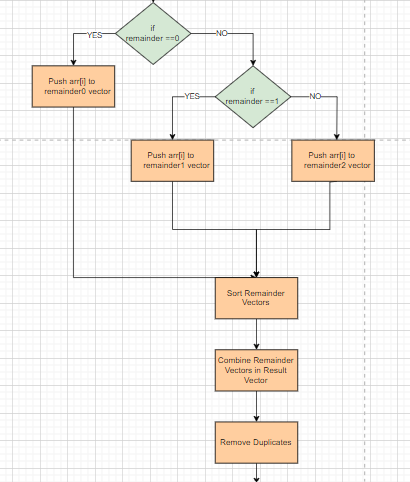 if
remainder ==0
YES
NO
Push arr[i] to
remainder0 vector
if
remainder ==1
YES
NO
Push arr[i] to
remainder1 vector
Push arr[i] to
remainder2 vector
Sort Remainder
Vectors
Combine Remainder
Vectors in Result
Vector
Remove Duplicates